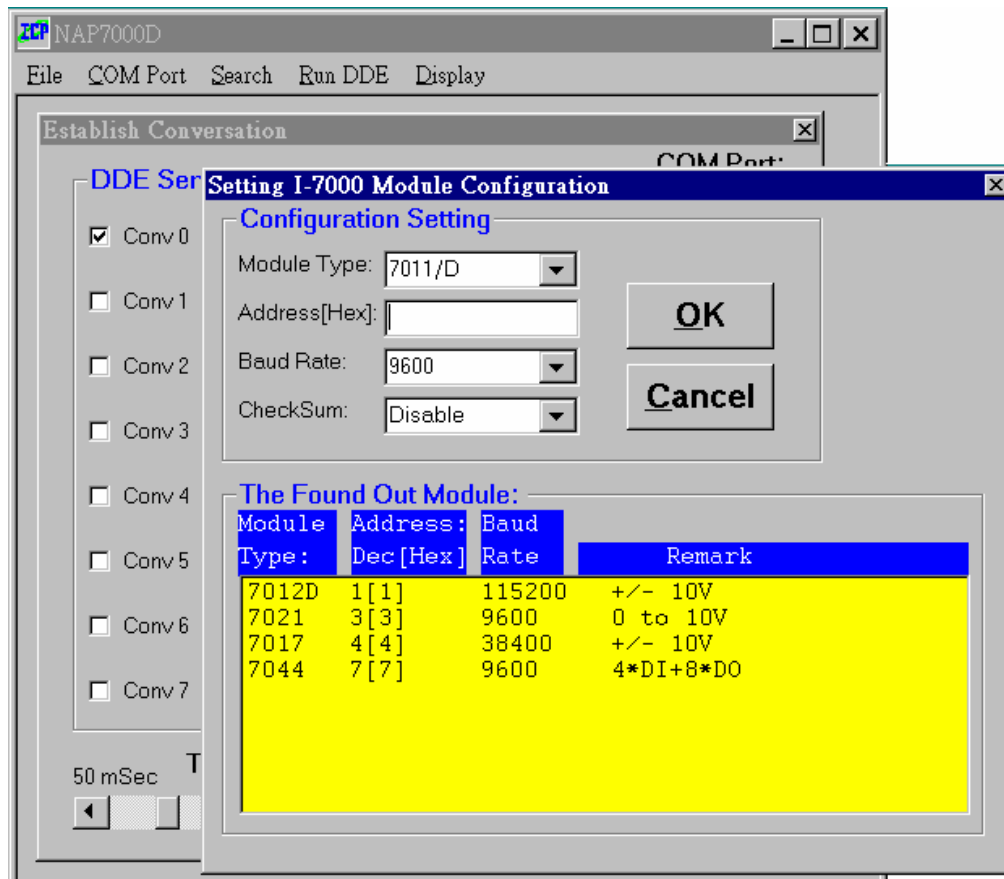 ICP NAP7000D
File COM Port Search Run DDE Display
Establish Conversation
COM Port:
DDE Ser
Conv 0
Conv 1
Conv 2
Conv 3
Conv 4
Conv 5
Conv 6
Conv 7
50 mSec T
Setting I-7000 Module Configuration
Configuration Setting
Module Type: 7011/D
Address[Hex]:
Baud Rate: 9600
CheckSum: Disable
OK
Cancel
The Found Out Module:
Module Address: Baud
Type: Dec[Hex] Rate Remark
7012D 1[1] 115200 +/- 10V
7021 3[3] 9600 0 to 10V
7017 4[4] 38400 +/- 10V
7044 7[7] 9600 4*DI+8*DO